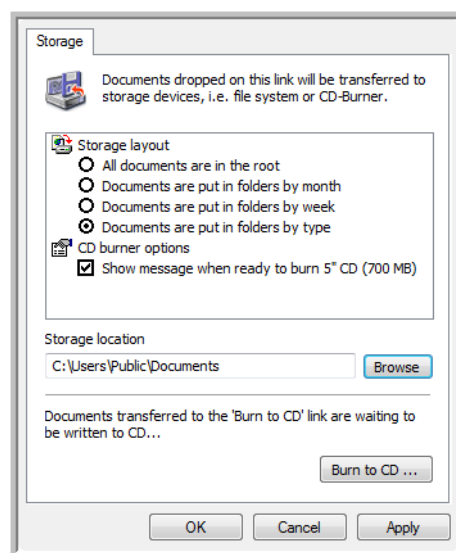 Storage
Documents dropped on this link will be transferred to
storage devices, i.e. file system or CD-Burner.
Storage layout
All documents are in the root
Documents are put in folders by month
Documents are put in folders by week
Documents are put in folders by type
CD burner options
Show message when ready to burn 5" CD (700 MB)
Storage location
C:\Users\Public\Documents
Browse
Documents transferred to the 'Burn to CD' link are waiting to
be written to CD...
Burn to CD ...
OK Cancel Apply